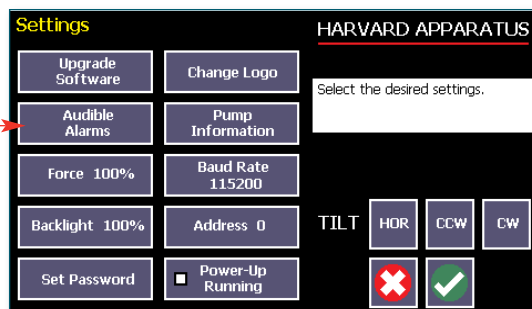 Settings
Upgrade
Software
Change Logo
Audible
Alarms
Pump
Information
Force 100%
Baud Rate
115200
Backlight 100%
Address 0
Set Password
Power-Up
Running
HARVARD APPARATUS
Select the desired settings.
TILT HOR CCW CW